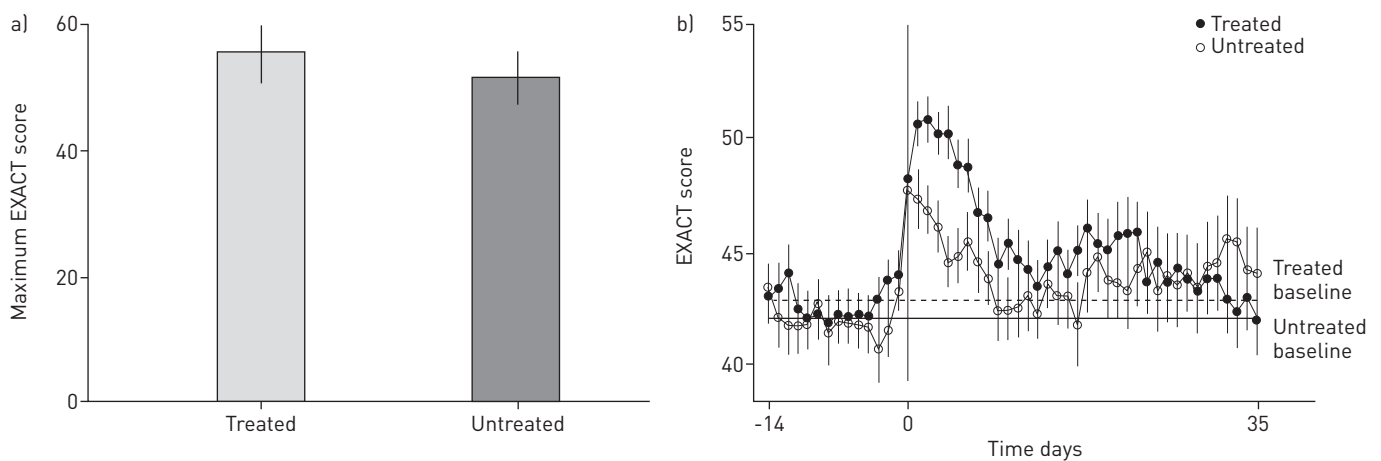 a)
60
40
20
0
Maximum EXACT score
Treated
Untreated
b)
55
50
45
40
EXACT score
Treated
Untreated
Treated
baseline
Untreated
baseline
-14
0
35
Time days